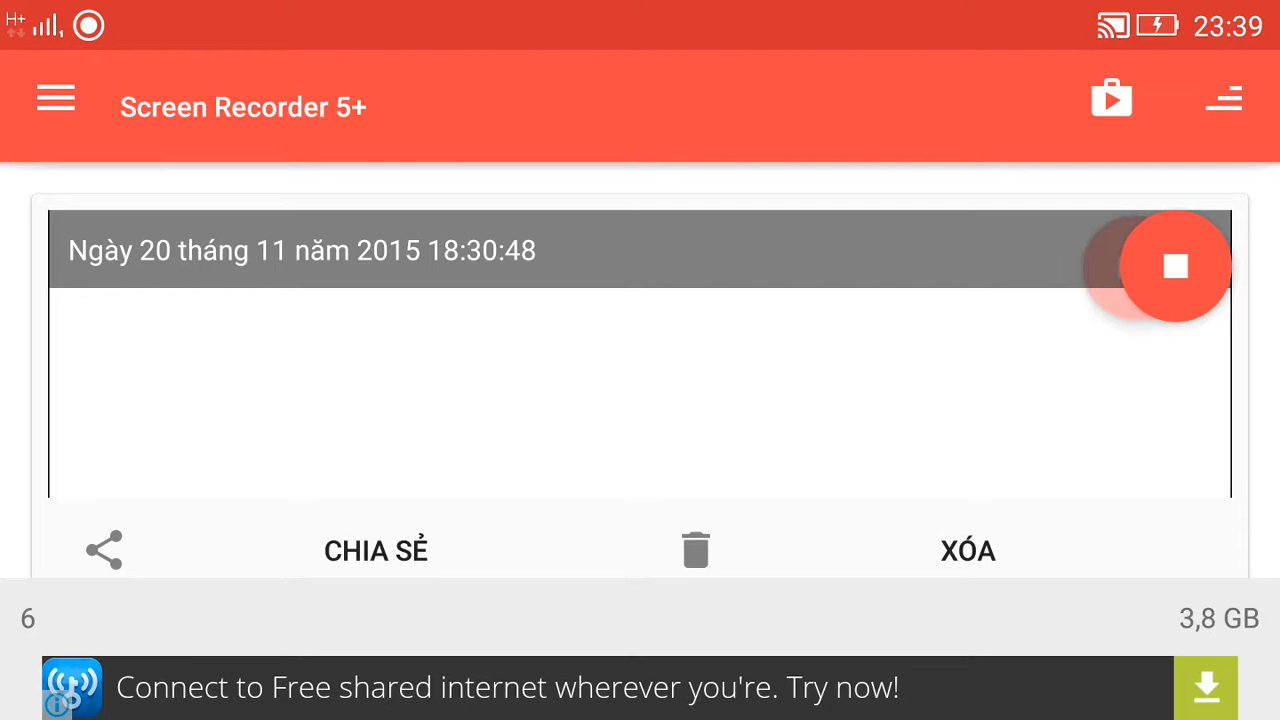 H+
23:39
Screen Recorder 5+
Ngày 20 tháng 11 năm 2015 18:30:48
CHIA SẺ
XÓA
6
3,8 GB
Connect to Free shared internet wherever you're. Try now!